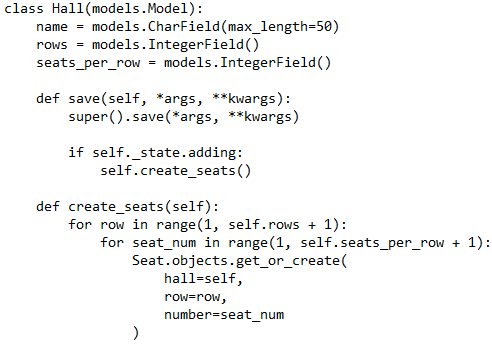 class Hall(models.Model):
    name = models.CharField(max_length=50)
    rows = models.IntegerField()
    seats_per_row = models.IntegerField()

    def save(self, *args, **kwargs):
        super().save(*args, **kwargs)

        if self._state.adding:
            self.create_seats()

    def create_seats(self):
        for row in range(1, self.rows + 1):
            for seat_num in range(1, self.seats_per_row + 1):
                Seat.objects.get_or_create(
                    hall=self,
                    row=row,
                    number=seat_num
                )